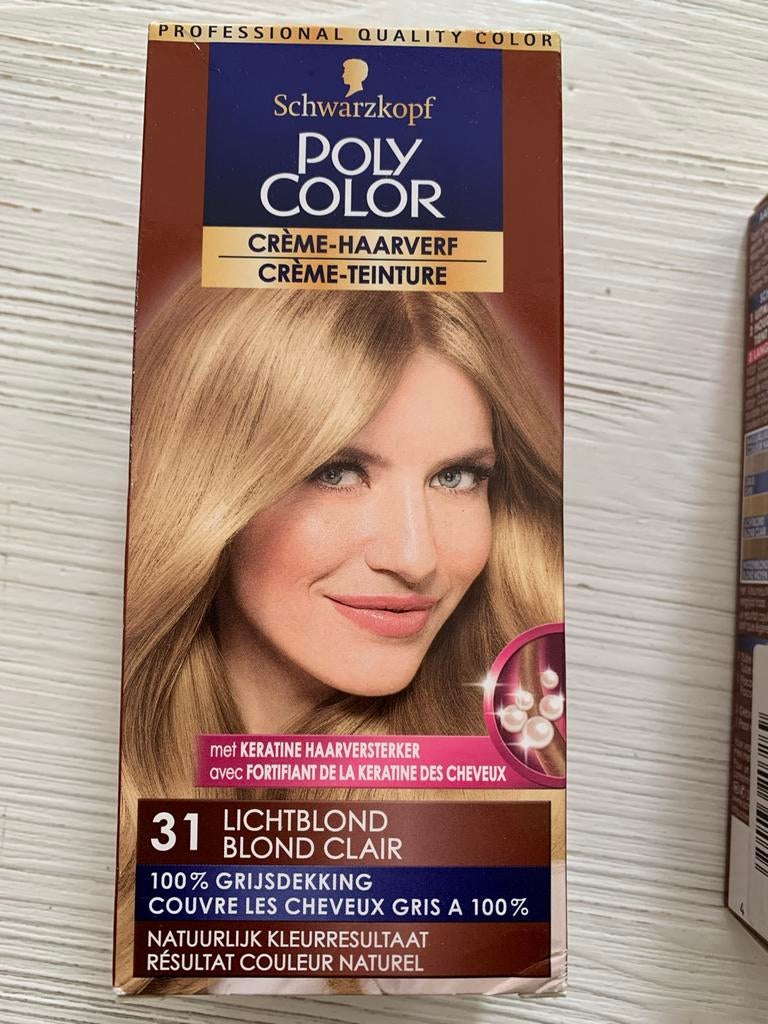 PROFESSIONAL QUALITY COLOR
Schwarzkopf
POLY
COLOR
CRÈME-HAARVERF
CRÈME-TEINTURE
met KERATINE HAARVERSTERKER
avec FORTIFIANT DE LA KERATINE DES CHEVEUX
31 LICHTBLOND
BLOND CLAIR
100% GRIJSDEKKING
COUVRE LES CHEVEUX GRIS A 100%
NATUURLIJK KLEURRESULTAAT
RÉSULTAT COULEUR NATUREL
4